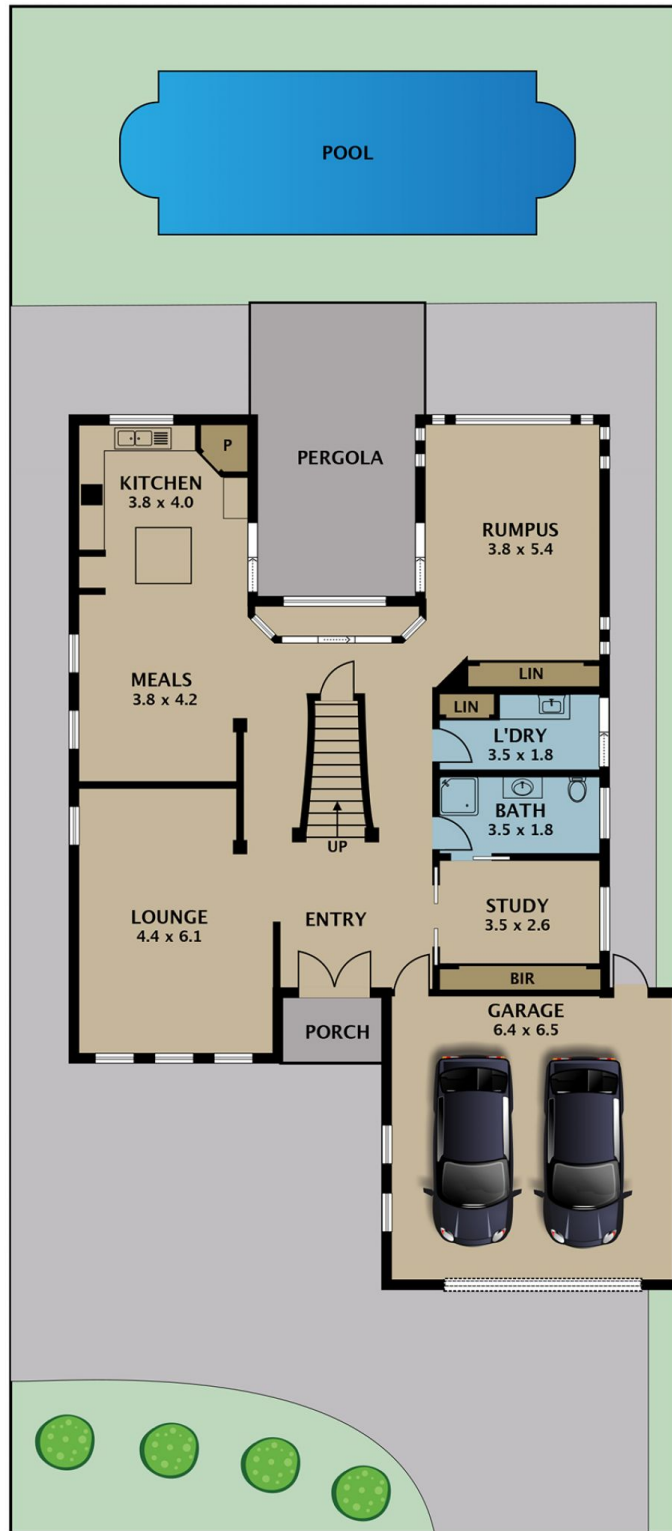 POOL
PERGOLA
P
KITCHEN
3.8 x 4.0
RUMPUS
3.8 x 5.4
MEALS
3.8 x 4.2
LIN
LIN
L'DRY
3.5 x 1.8
BATH
3.5 x 1.8
UP
LOUNGE
4.4 x 6.1
ENTRY
STUDY
3.5 x 2.6
BIR
PORCH
GARAGE
6.4 x 6.5